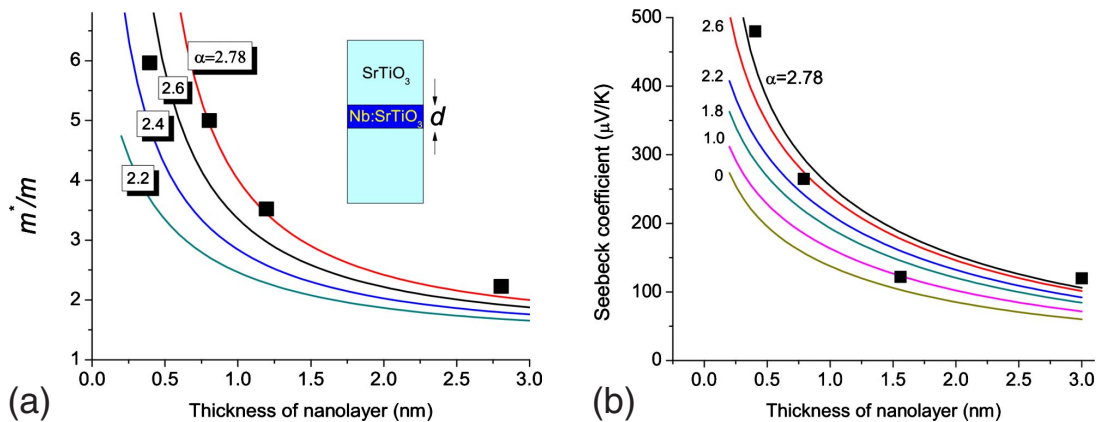 6
5
4
3
2
1
m*/m
α=2.78
2.6
2.4
2.2
SrTiO₃
Nb:SrTiO₃
d
0.0 0.5 1.0 1.5 2.0 2.5 3.0
Thickness of nanolayer (nm)
(a)
500
400
300
200
100
0
Seebeck coefficient (μV/K)
2.6
α=2.78
2.2
1.8
1.0
0
0.0 0.5 1.0 1.5 2.0 2.5 3.0
Thickness of nanolayer (nm)
(b)